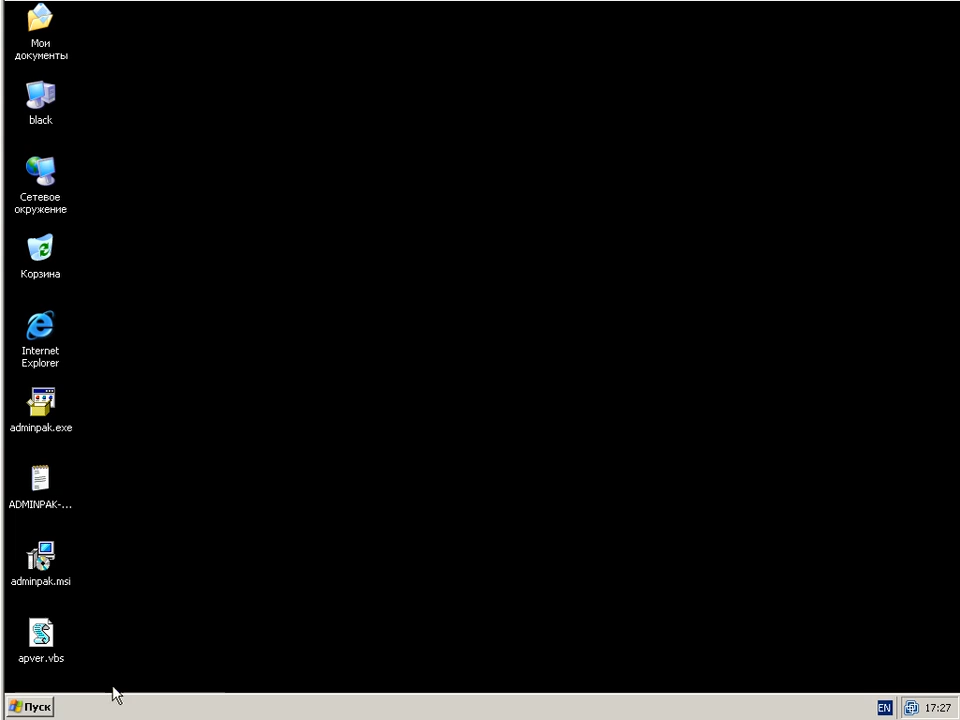 Мои
документы
black
Сетевое
окружение
Корзина
Internet
Explorer
adminpak.exe
ADMINPAK-...
adminpak.msi
apver.vbs
Пуск
EN
17:27